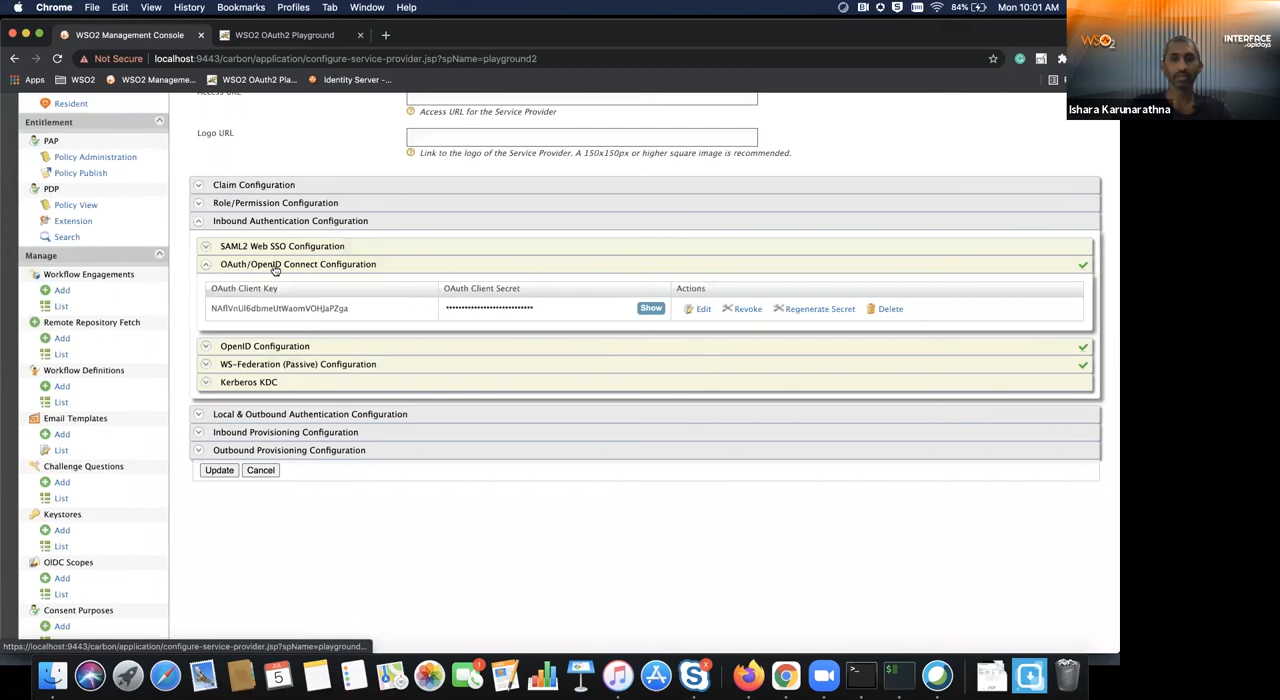 Chrome File Edit View History Bookmarks Profiles Tab Window Help 84% Mon 10:01 AM
WSO2 Management Console WSO2 OAuth2 Playground
Not Secure localhost:9443/carbon/application/configure-service-provider.jsp?spName=playground2
Apps WSO2 WSO2 Manageme... WSO2 OAuth2 Pla... Identity Server -...
WSO2 INTERFACE
Ishara Karunarathna
Resident
Entitlement
PAP
Policy Administration
Policy Publish
PDP
Policy View
Extension
Search
Manage
Workflow Engagements
Add
List
Remote Repository Fetch
Add
List
Workflow Definitions
Add
List
Email Templates
Add
List
Challenge Questions
Add
List
Keystores
Add
List
OIDC Scopes
Add
List
Consent Purposes
Add
Access URL
Access URL for the Service Provider
Logo URL
Link to the logo of the Service Provider. A 150x150px or higher square image is recommended.
Claim Configuration
Role/Permission Configuration
Inbound Authentication Configuration
SAML2 Web SSO Configuration
OAuth/OpenID Connect Configuration
OAuth Client Key OAuth Client Secret Actions
Show Edit Revoke Regenerate Secret Delete
OpenID Configuration
WS-Federation (Passive) Configuration
Kerberos KDC
Local & Outbound Authentication Configuration
Inbound Provisioning Configuration
Outbound Provisioning Configuration
Update Cancel
https://localhost:9443/carbon/application/configure-service-provider.jsp?spName=playground...
JUL
5